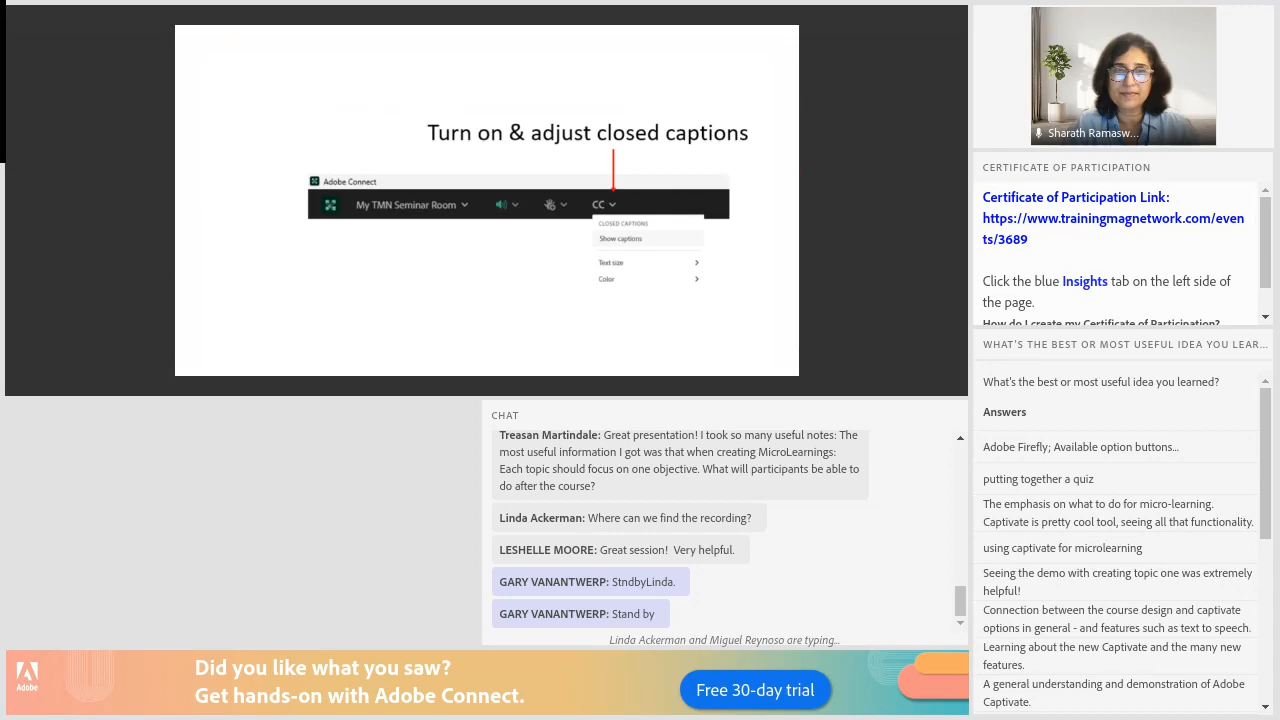 Turn on & adjust closed captions
Adobe Connect
My TMN Seminar Room
CC
CLOSED CAPTIONS
Show captions
Text size
Color
Sharath Ramasw...
CERTIFICATE OF PARTICIPATION
Certificate of Participation Link:
https://www.trainingmagnetwork.com/even
ts/3689
Click the blue Insights tab on the left side of
the page.
How do I create my Certificate of Participation?
WHAT'S THE BEST OR MOST USEFUL IDEA YOU LEAR...
What's the best or most useful idea you learned?
Answers
Adobe Firefly; Available option buttons...
putting together a quiz
The emphasis on what to do for micro-learning.
Captivate is pretty cool tool, seeing all that functionality.
using captivate for microlearning
Seeing the demo with creating topic one was extremely
helpful!
Connection between the course design and captivate
options in general - and features such as text to speech.
Learning about the new Captivate and the many new
features.
A general understanding and demonstration of Adobe
Captivate.
CHAT
Treasan Martindale: Great presentation! I took so many useful notes: The
most useful information I got was that when creating MicroLearnings:
Each topic should focus on one objective. What will participants be able to
do after the course?
Linda Ackerman: Where can we find the recording?
LESHELLE MOORE: Great session!  Very helpful.
GARY VANANTWERP: StndbyLinda.
GARY VANANTWERP: Stand by
Linda Ackerman and Miguel Reynoso are typing...
Adobe
Did you like what you saw?
Get hands-on with Adobe Connect.
Free 30-day trial